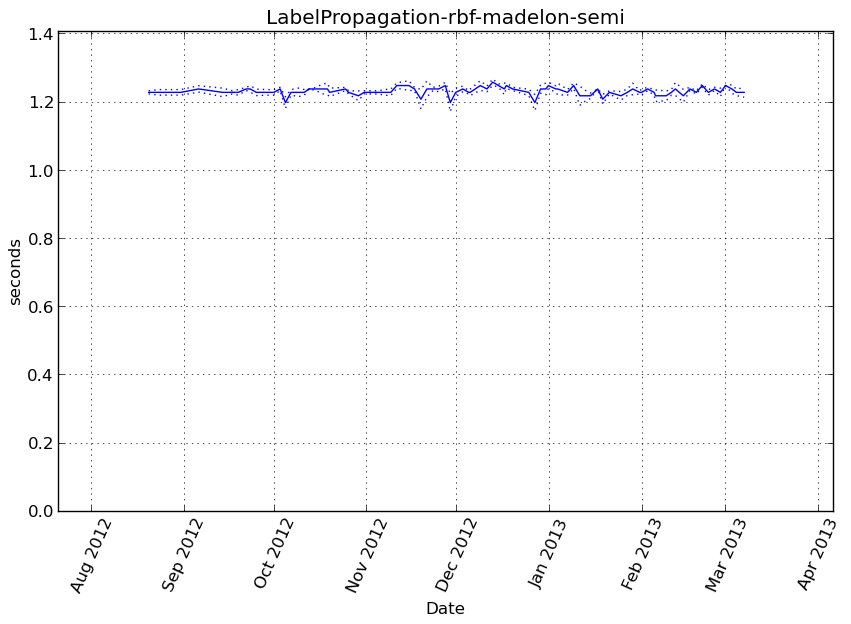 LabelPropagation-rbf-madelon-semi
1.4
1.2
1.0
0.8
0.6
0.4
0.2
0.0
seconds
Aug 2012
Sep 2012
Oct 2012
Nov 2012
Dec 2012
Jan 2013
Feb 2013
Mar 2013
Apr 2013
Date